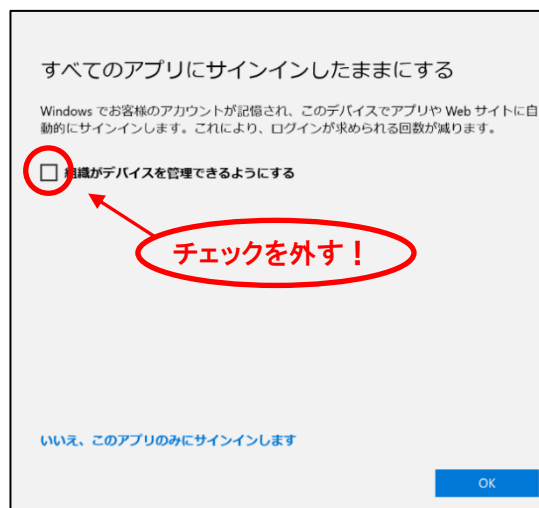 すべてのアプリにサインインしたままにする
Windows でお客様のアカウントが記憶され、このデバイスでアプリや Web サイトに自
動的にサインインします。これにより、ログインが求められる回数が減ります。
組織がデバイスを管理できるようにする
チェックを外す！
いいえ、このアプリのみにサインインします
OK